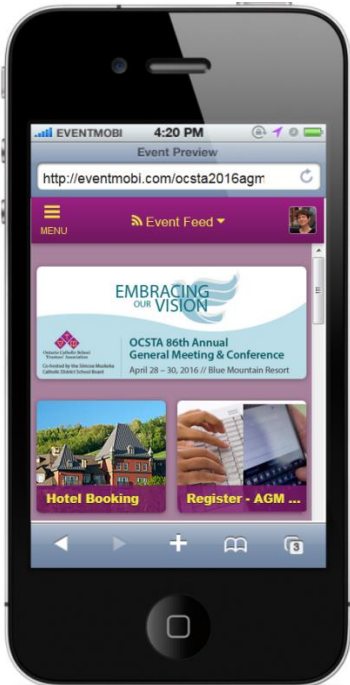 EVENTMOBI 4:20 PM
Event Preview
http://eventmobi.com/ocsta2016agm
MENU
Event Feed
EMBRACING
OUR VISION
Ontario Catholic School
Trustees' Association
Co-hosted by the Simcoe Muskoka
Catholic District School Board
OCSTA 86th Annual
General Meeting & Conference
April 28 – 30, 2016 // Blue Mountain Resort
Hotel Booking
Register - AGM ...
3